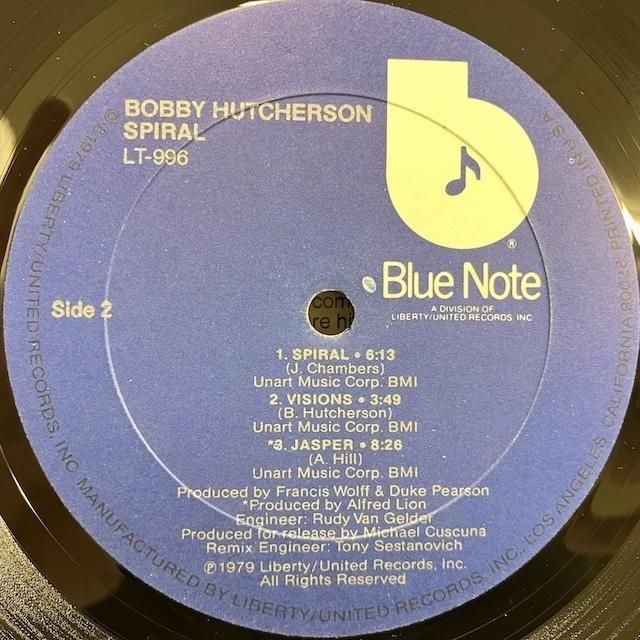 BOBBY HUTCHERSON
SPIRAL
LT-996
®
Blue Note
A DIVISION OF
LIBERTY/UNITED RECORDS INC
Side 2
com
re hi
1. SPIRAL • 6:13
(J. Chambers)
Unart Music Corp. BMI
2. VISIONS • 3:49
(B. Hutcherson)
Unart Music Corp. BMI
*3. JASPER • 8:26
(A. Hill)
Unart Music Corp. BMI
Produced by Francis Wolff & Duke Pearson
*Produced by Alfred Lion
Engineer: Rudy Van Gelder
Produced for release by Michael Cuscuna
Remix Engineer: Tony Sestanovich
℗1979 Liberty/United Records, Inc.
All Rights Reserved
1979 LIBERTY/UNITED RECORDS, INC. MANUFACTURED BY LIBERTY/UNITED RECORDS, INC., LOS ANGELES, CALIFORNIA 90028. PRINTED IN U.S.A.